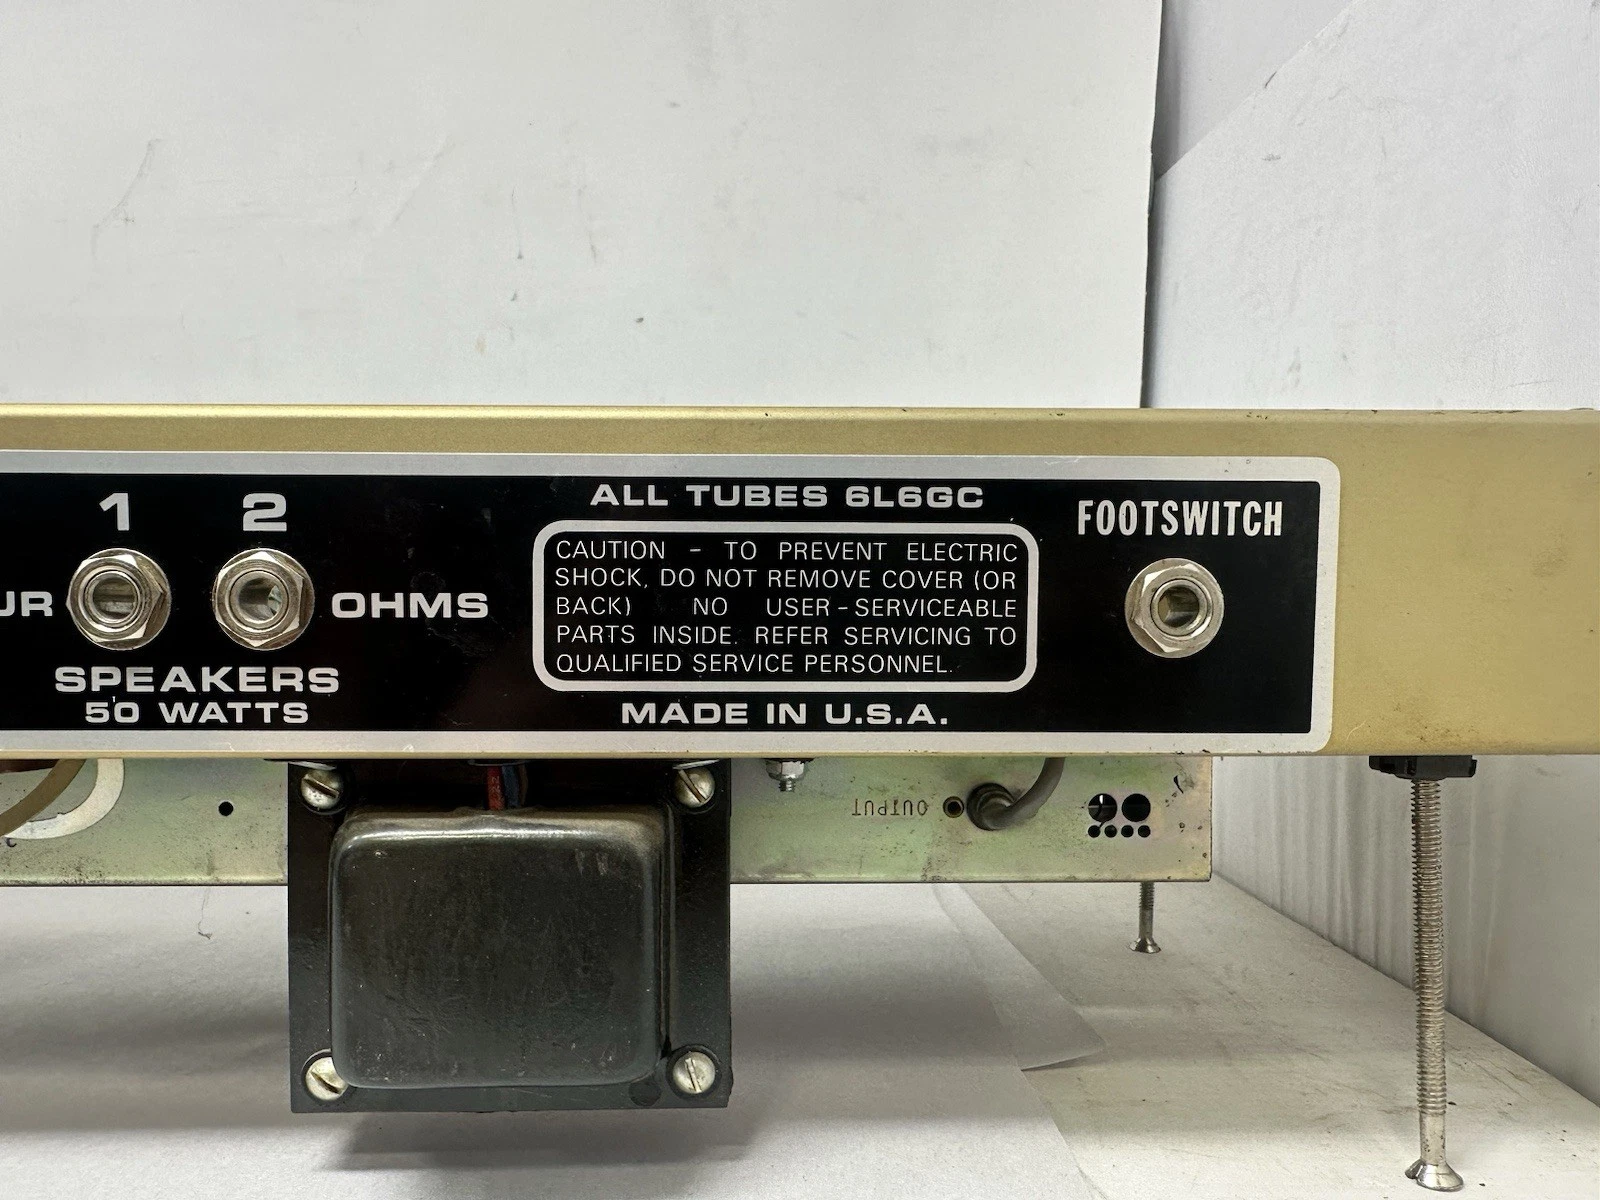 1 2
UR OHMS
SPEAKERS
50 WATTS
ALL TUBES 6L6GC
CAUTION - TO PREVENT ELECTRIC
SHOCK, DO NOT REMOVE COVER (OR
BACK) NO USER-SERVICEABLE
PARTS INSIDE. REFER SERVICING TO
QUALIFIED SERVICE PERSONNEL.
MADE IN U.S.A.
FOOTSWITCH
OUTPUT